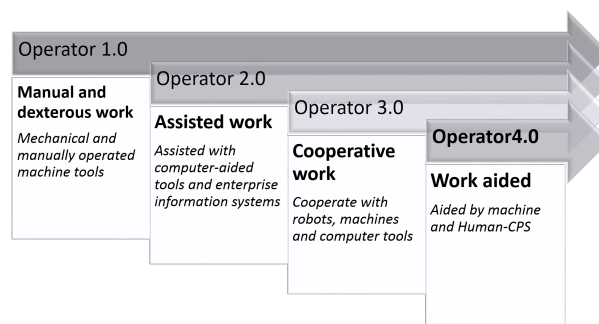 Operator 1.0
Manual and
dexterous work
Mechanical and
manually operated
machine tools
Operator 2.0
Assisted work
Assisted with
computer-aided
tools and enterprise
information systems
Operator 3.0
Cooperative
work
Cooperate with
robots, machines
and computer tools
Operator4.0
Work aided
Aided by machine
and Human-CPS